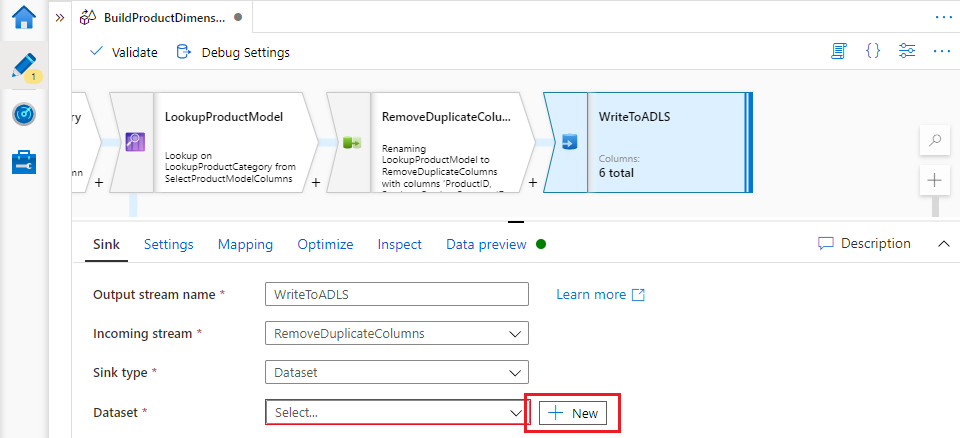 BuildProductDimens...
Validate
Debug Settings
1
ry
mn
+
LookupProductModel
Lookup on
LookupProductCategory from
SelectProductModelColumns
+
RemoveDuplicateColu...
Renaming
LookupProductModel to
RemoveDuplicateColumns
with columns 'ProductID,
+
WriteToADLS
Columns:
6 total
Sink
Settings
Mapping
Optimize
Inspect
Data preview
Description
Output stream name *
WriteToADLS
Learn more
Incoming stream *
RemoveDuplicateColumns
Sink type *
Dataset
Dataset *
Select...
+ New